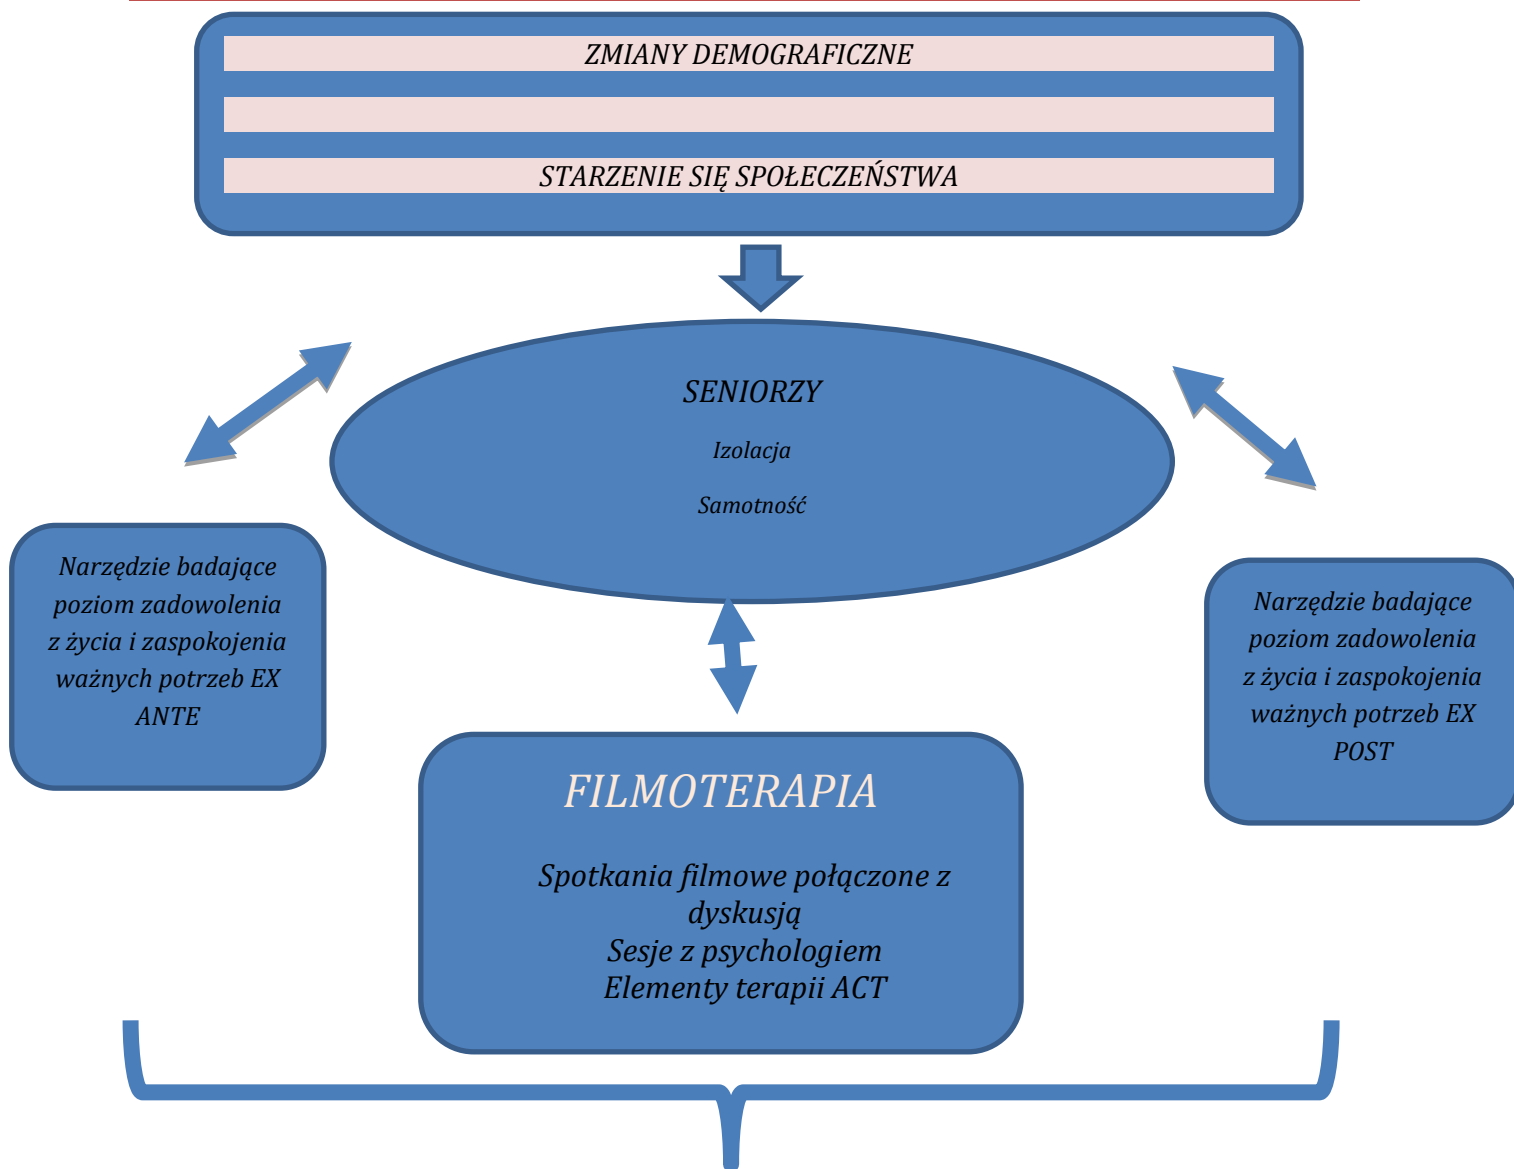 ZMIANY DEMOGRAFICZNE
STARZENIE SIĘ SPOŁECZEŃSTWA
SENIORZY
Izolacja
Samotność
Narzędzie badające
poziom zadowolenia
z życia i zaspokojenia
ważnych potrzeb EX
ANTE
Narzędzie badające
poziom zadowolenia
z życia i zaspokojenia
ważnych potrzeb EX
POST
FILMOTERAPIA
Spotkania filmowe połączone z
dyskusją
Sesje z psychologiem
Elementy terapii ACT